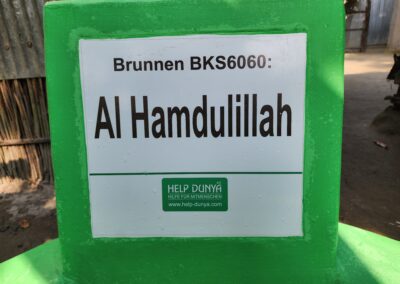 Brunnen BKS6060:
Al Hamdulillah
HELP DUNYA
HILFE FÜR MITMENSCHEN
www.help-dunya.com